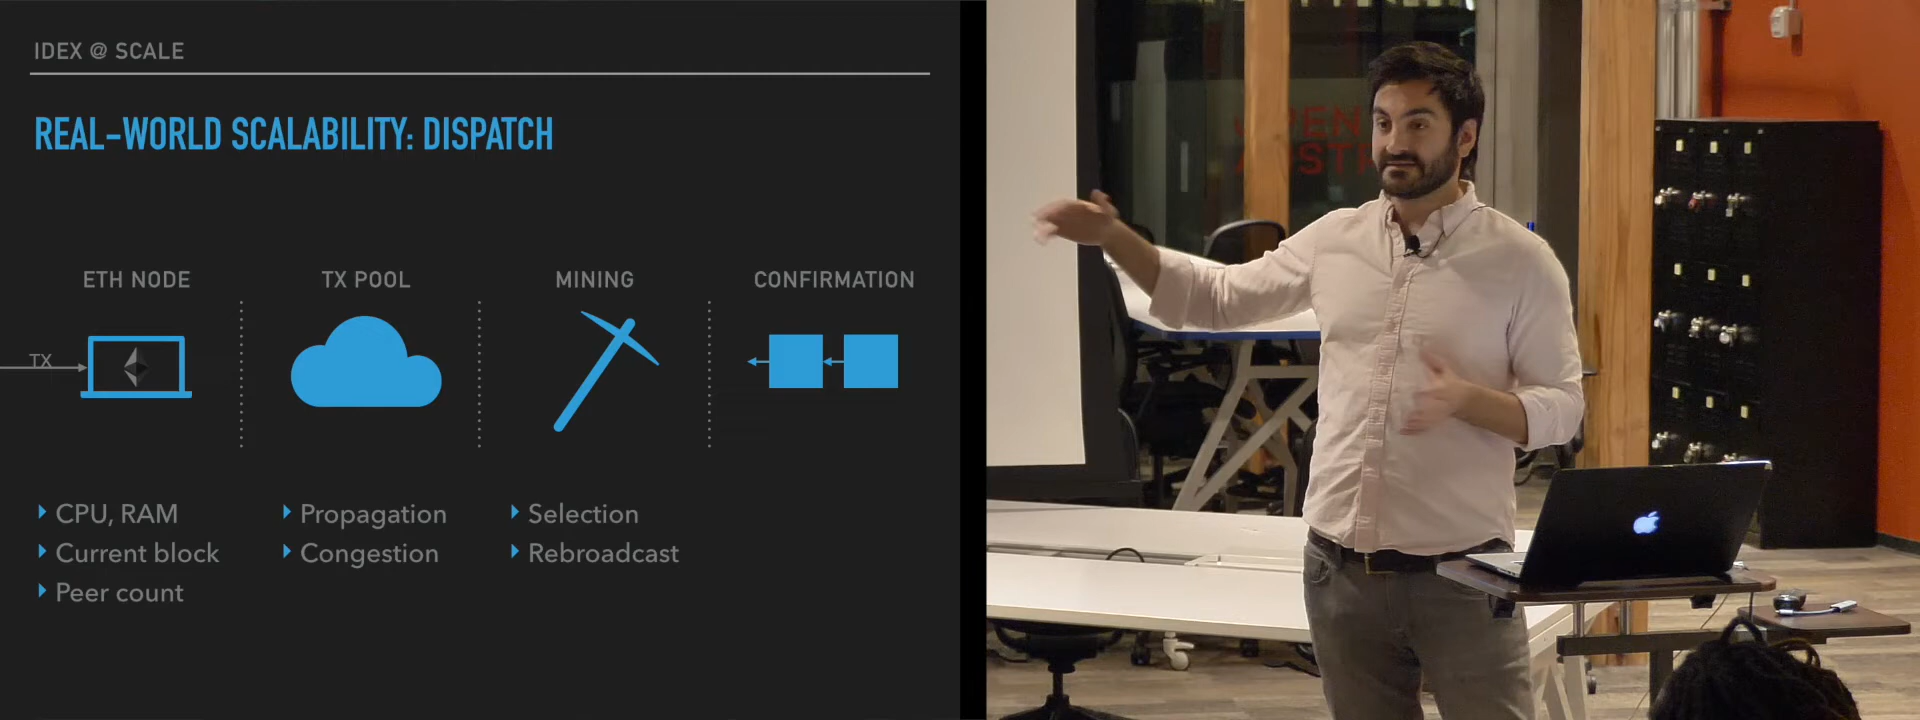 IDEX @ SCALE
REAL-WORLD SCALABILITY: DISPATCH
ETH NODE
TX POOL
MINING
CONFIRMATION
TX
CPU, RAM
Current block
Peer count
Propagation
Congestion
Selection
Rebroadcast
OPEN